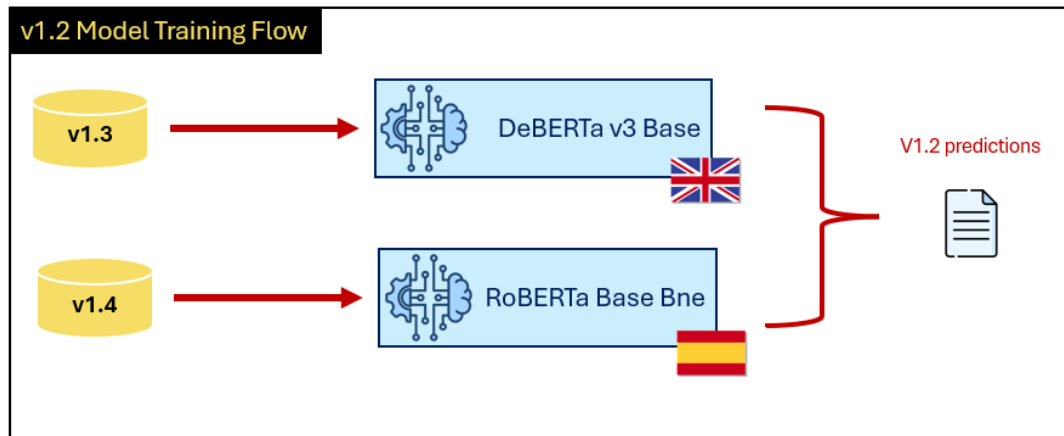 v1.2 Model Training Flow
v1.3
DeBERTa v3 Base
V1.2 predictions
v1.4
RoBERTa Base Bne